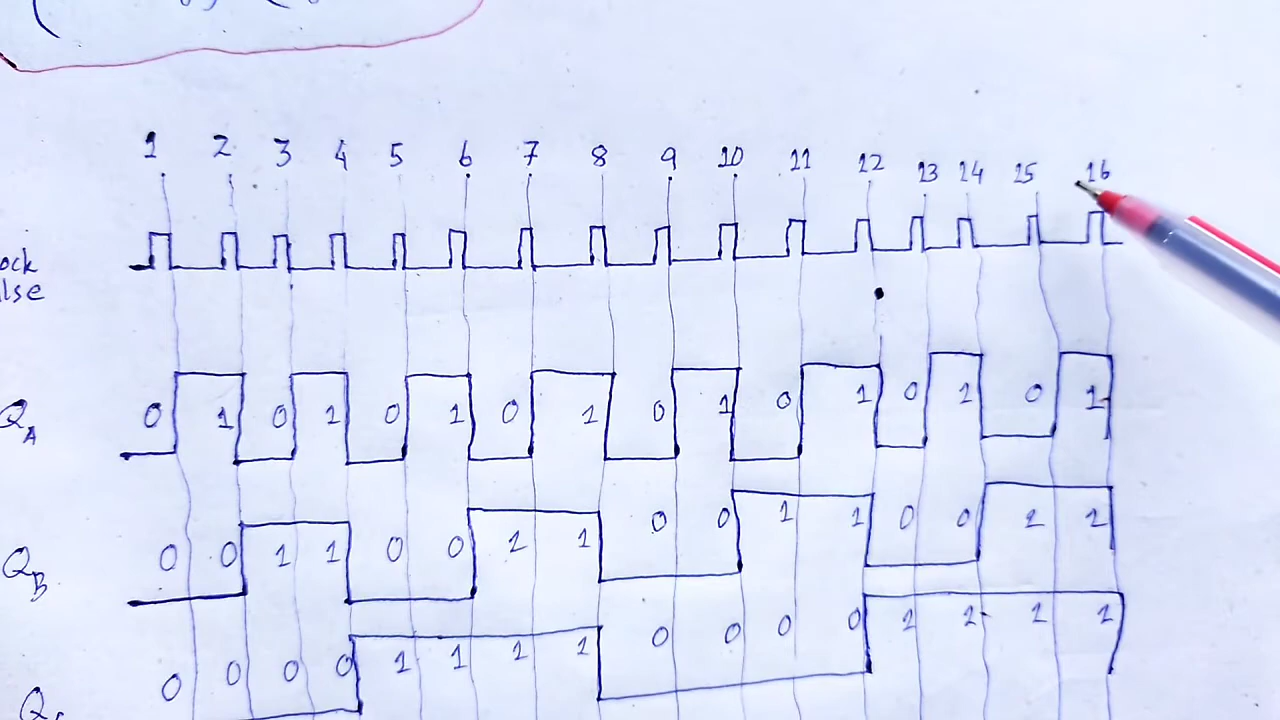 1 2 3 4 5 6 7 8 9 10 11 12 13 14 15 16
ock
lse
QA 0 1 0 1 0 1 0 1 0 1 0 1 0 1 0 1
QB 0 0 1 1 0 0 1 1 0 0 1 1 0 0 1 1
0 0 0 0 1 1 1 1 0 0 0 0 1 1 1 1